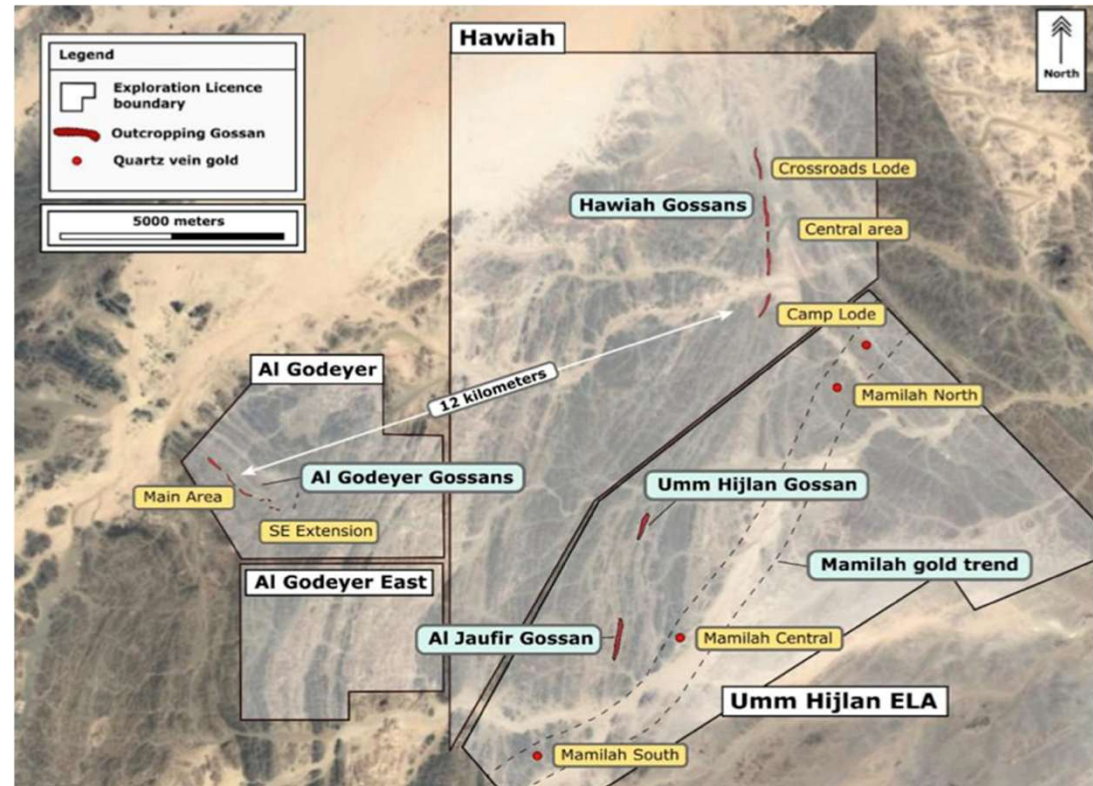 Hawiah
North
Legend
Exploration Licence
boundary
Outcropping Gossan
Quartz vein gold
5000 meters
Crossroads Lode
Hawiah Gossans
Central area
Camp Lode
Al Godeyer
12 kilometers
Mamilah North
Al Godeyer Gossans
Umm Hijlan Gossan
Main Area
SE Extension
Mamilah gold trend
Al Godeyer East
Al Jaufir Gossan
Mamilah Central
Umm Hijlan ELA
Mamilah South